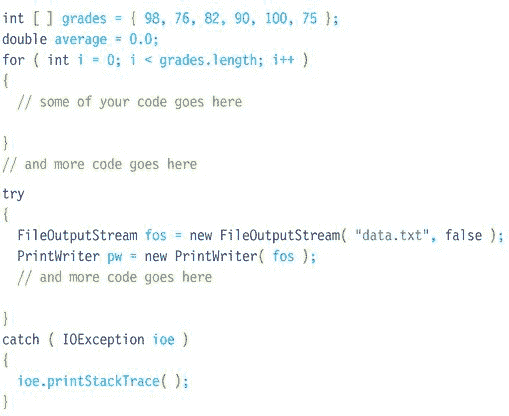 int [ ] grades = { 98, 76, 82, 90, 100, 75 };
double average = 0.0;
for ( int i = 0; i < grades.length; i++ )
{
// some of your code goes here
}
// and more code goes here
try
{
FileOutputStream fos = new FileOutputStream( "data.txt", false );
PrintWriter pw = new PrintWriter( fos );
// and more code goes here
}
catch ( IOException ioe )
{
ioe.printStackTrace( );
}